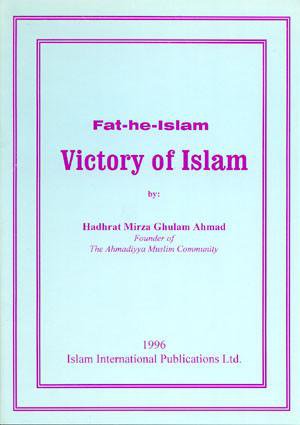 Fat-he-Islam
Victory of Islam
by:
Hadhrat Mirza Ghulam Ahmad
Founder of
The Ahmadiyya Muslim Community
1996
Islam International Publications Ltd.